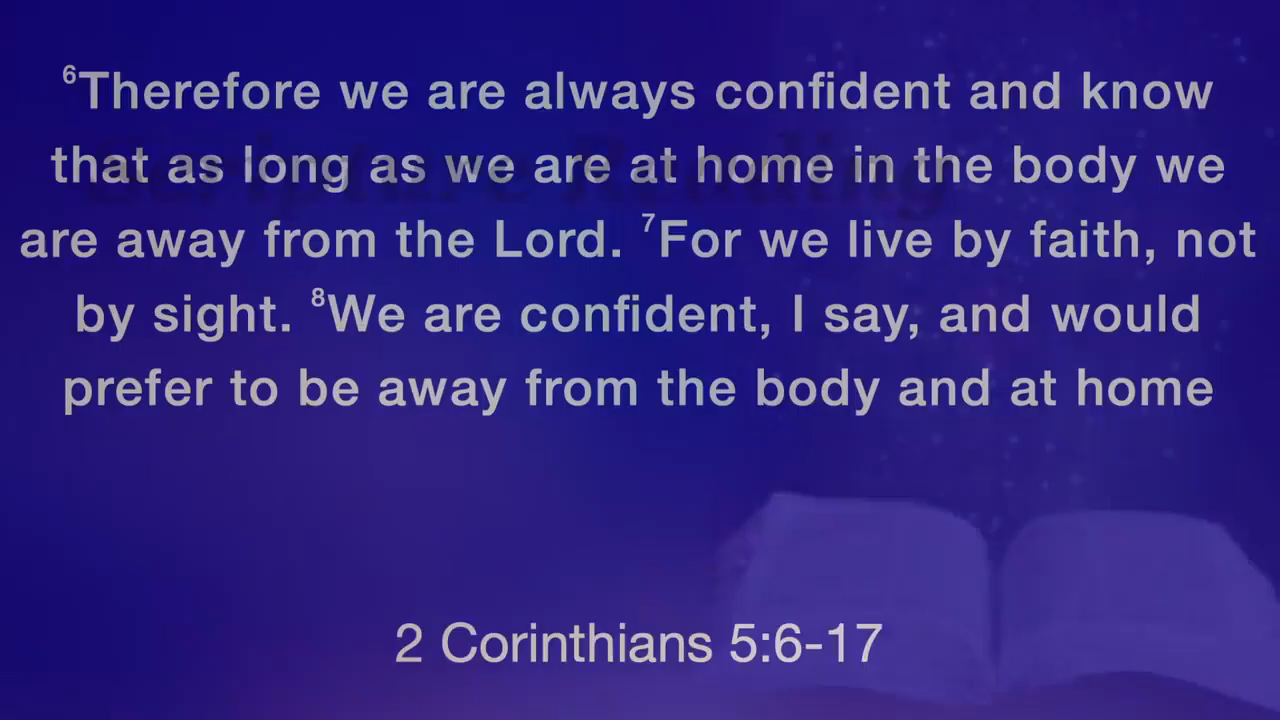 ⁶Therefore we are always confident and know
that as long as we are at home in the body we
Scripture Reading
are away from the Lord. ⁷For we live by faith, not
by sight. ⁸We are confident, I say, and would
prefer to be away from the body and at home
2 Corinthians 5:6-17